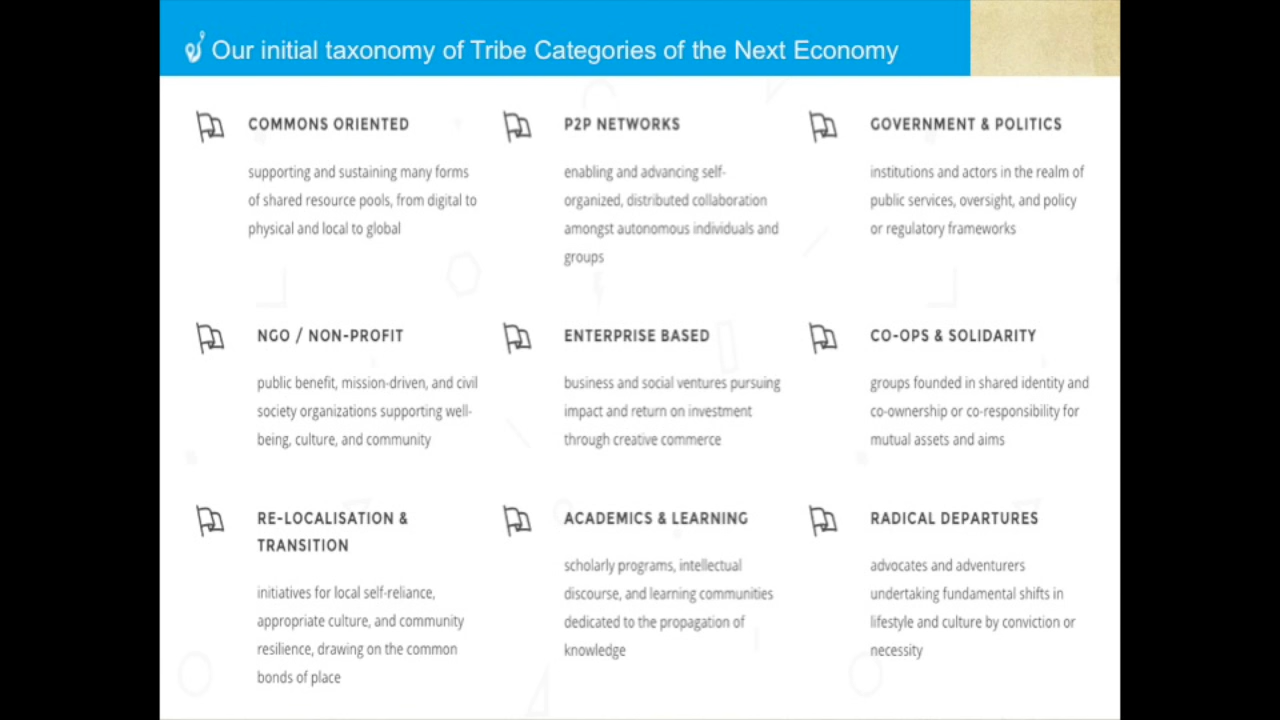 Our initial taxonomy of Tribe Categories of the Next Economy
COMMONS ORIENTED
supporting and sustaining many forms
of shared resource pools, from digital to
physical and local to global
P2P NETWORKS
enabling and advancing self-
organized, distributed collaboration
amongst autonomous individuals and
groups
GOVERNMENT & POLITICS
institutions and actors in the realm of
public services, oversight, and policy
or regulatory frameworks
NGO / NON-PROFIT
public benefit, mission-driven, and civil
society organizations supporting well-
being, culture, and community
ENTERPRISE BASED
business and social ventures pursuing
impact and return on investment
through creative commerce
CO-OPS & SOLIDARITY
groups founded in shared identity and
co-ownership or co-responsibility for
mutual assets and aims
RE-LOCALISATION &
TRANSITION
initiatives for local self-reliance,
appropriate culture, and community
resilience, drawing on the common
bonds of place
ACADEMICS & LEARNING
scholarly programs, intellectual
discourse, and learning communities
dedicated to the propagation of
knowledge
RADICAL DEPARTURES
advocates and adventurers
undertaking fundamental shifts in
lifestyle and culture by conviction or
necessity